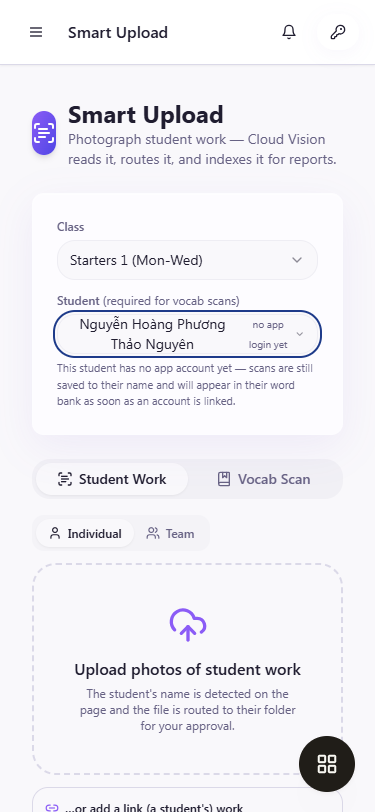 Smart Upload
Smart Upload
Photograph student work — Cloud Vision
reads it, routes it, and indexes it for reports.
Class
Starters 1 (Mon-Wed)
Student (required for vocab scans)
Nguyễn Hoàng Phương
Thảo Nguyên
no app
login yet
This student has no app account yet — scans are still
saved to their name and will appear in their word
bank as soon as an account is linked.
Student Work
Vocab Scan
Individual
Team
Upload photos of student work
The student's name is detected on the
page and the file is routed to their folder
for your approval.
...or add a link (a student's) work